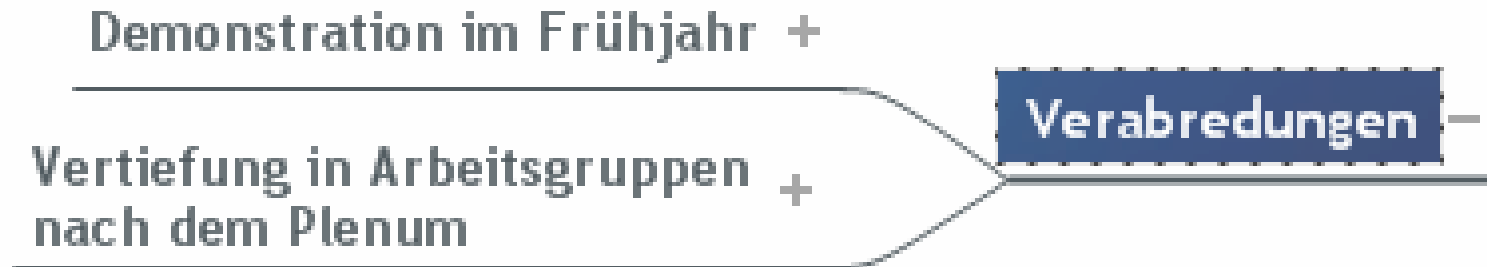 Demonstration im Frühjahr
Verabredungen
Vertiefung in Arbeitsgruppen
nach dem Plenum